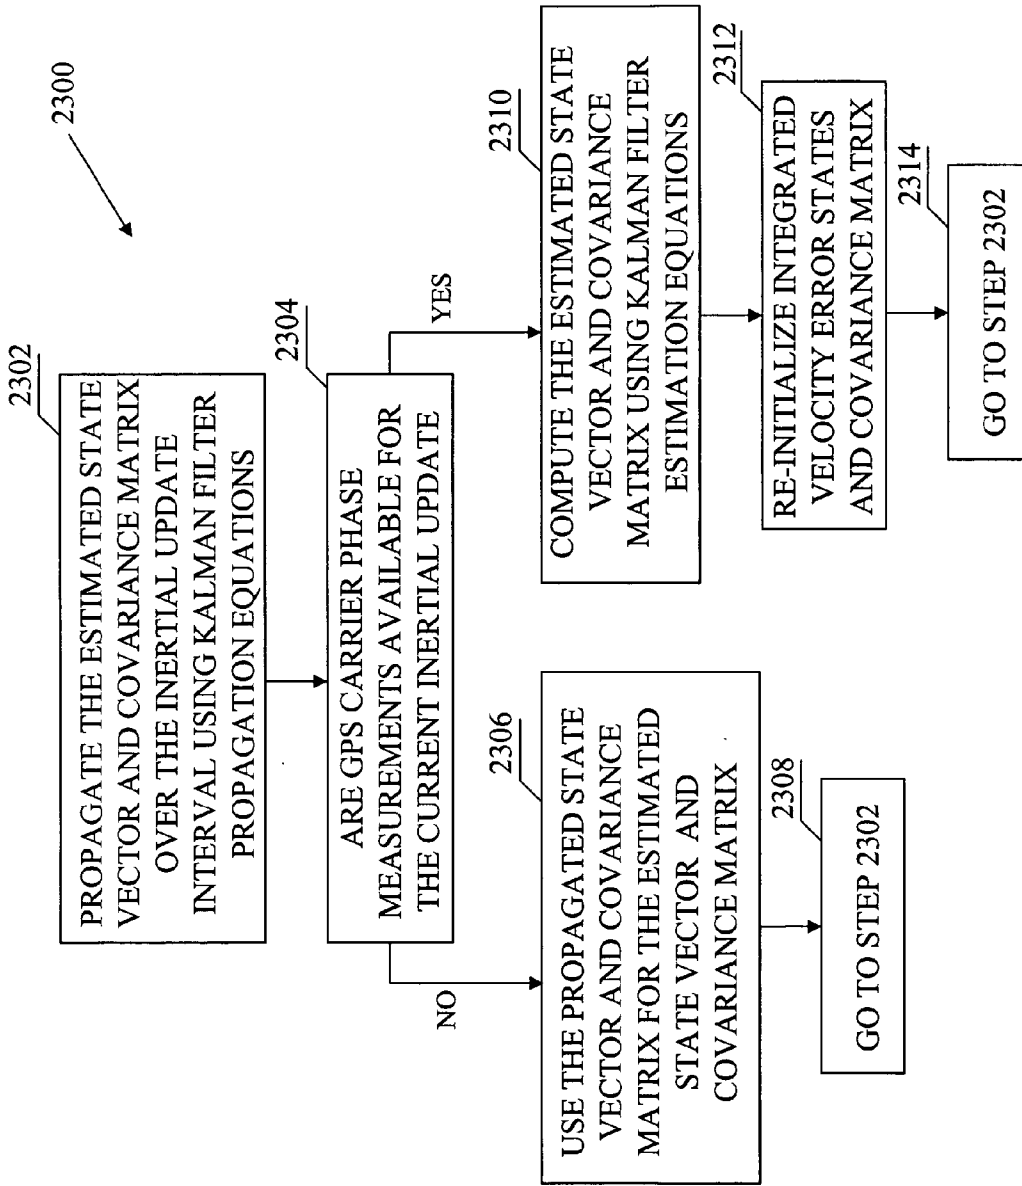 2300
2302
PROPAGATE THE ESTIMATED STATE
VECTOR AND COVARIANCE MATRIX
OVER THE INERTIAL UPDATE
INTERVAL USING KALMAN FILTER
PROPAGATION EQUATIONS
2304
ARE GPS CARRIER PHASE
MEASUREMENTS AVAILABLE FOR
THE CURRENT INERTIAL UPDATE
NO
YES
2306
USE THE PROPAGATED STATE
VECTOR AND COVARIANCE
MATRIX FOR THE ESTIMATED
STATE VECTOR AND
COVARIANCE MATRIX
2308
GO TO STEP 2302
2310
COMPUTE THE ESTIMATED STATE
VECTOR AND COVARIANCE
MATRIX USING KALMAN FILTER
ESTIMATION EQUATIONS
2312
RE-INITIALIZE INTEGRATED
VELOCITY ERROR STATES
AND COVARIANCE MATRIX
2314
GO TO STEP 2302